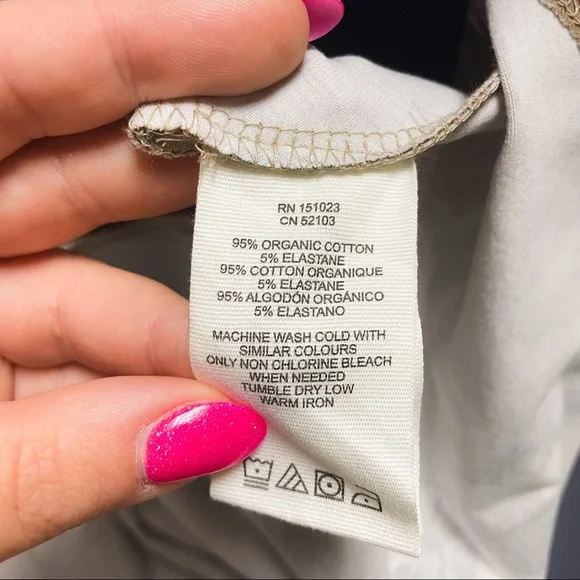 RN 151023
CN 52103
95% ORGANIC COTTON
5% ELASTANE
95% COTTON ORGANIQUE
5% ELASTANE
95% ALGODÓN ORGÁNICO
5% ELASTANO
MACHINE WASH COLD WITH
SIMILAR COLOURS
ONLY NON CHLORINE BLEACH
WHEN NEEDED
TUMBLE DRY LOW
WARM IRON